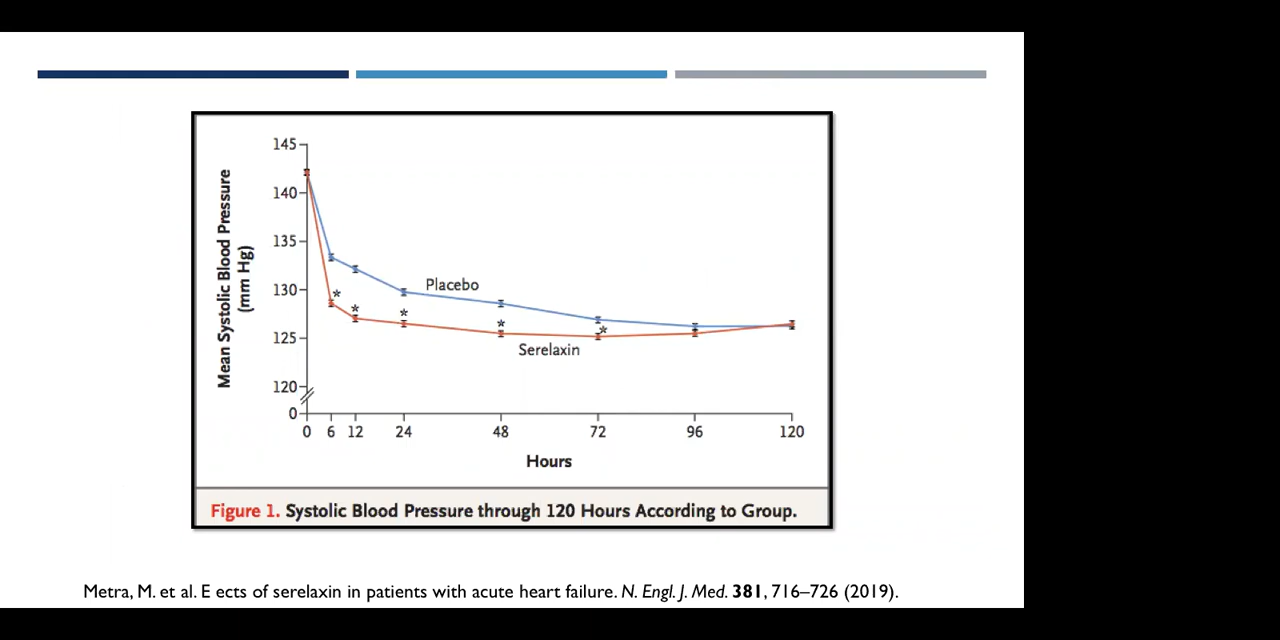 145
140
135
130
125
120
0
Mean Systolic Blood Pressure
(mm Hg)
Placebo
*
*
*
*
*
Serelaxin
0 6 12 24 48 72 96 120
Hours
Figure 1. Systolic Blood Pressure through 120 Hours According to Group.
Metra, M. et al. E ects of serelaxin in patients with acute heart failure. N. Engl. J. Med. 381, 716–726 (2019).